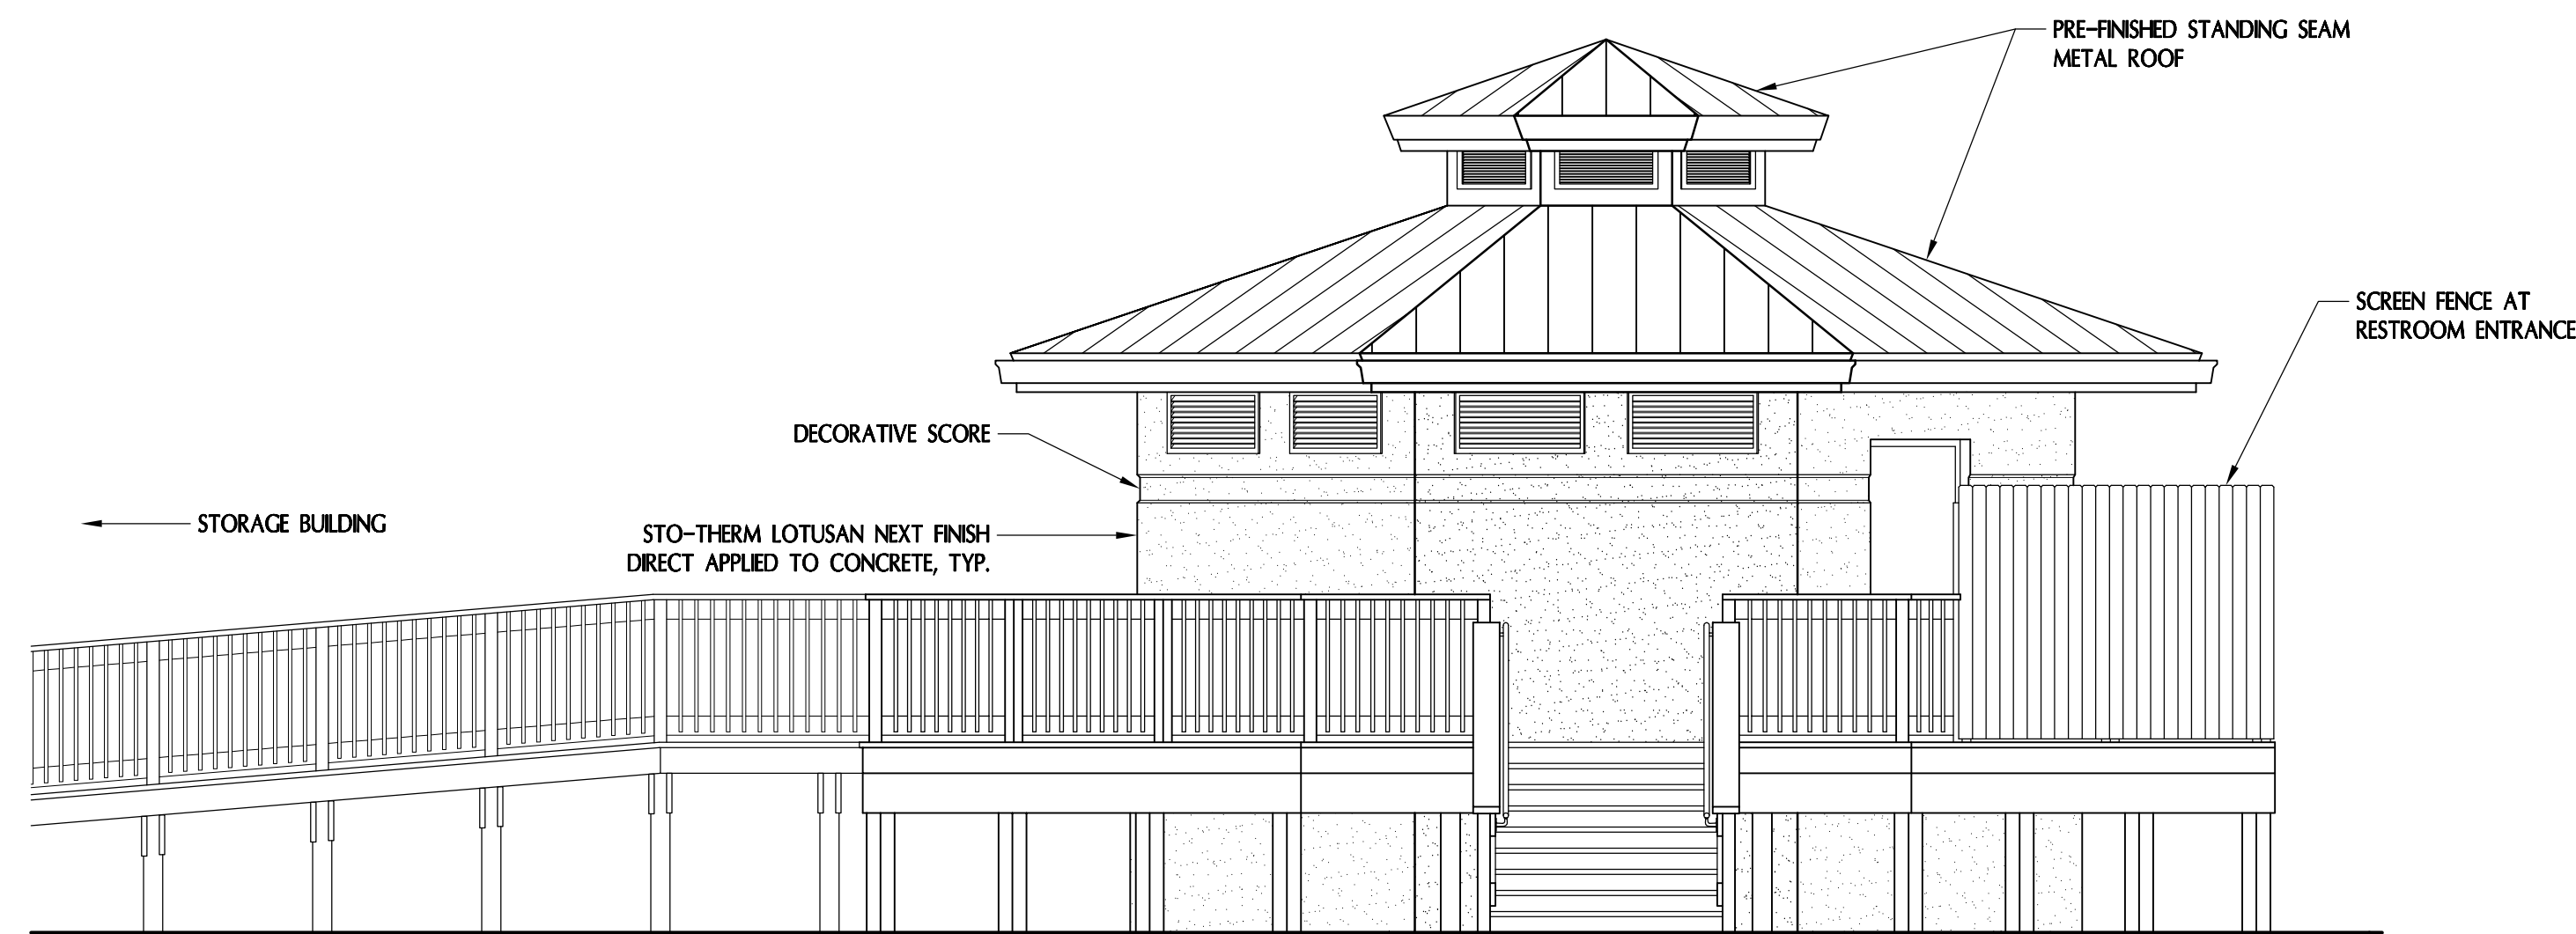 PRE-FINISHED STANDING SEAM
METAL ROOF
SCREEN FENCE AT
RESTROOM ENTRANCE
DECORATIVE SCORE
STORAGE BUILDING
STO-THERM LOTUSAN NEXT FINISH
DIRECT APPLIED TO CONCRETE, TYP.